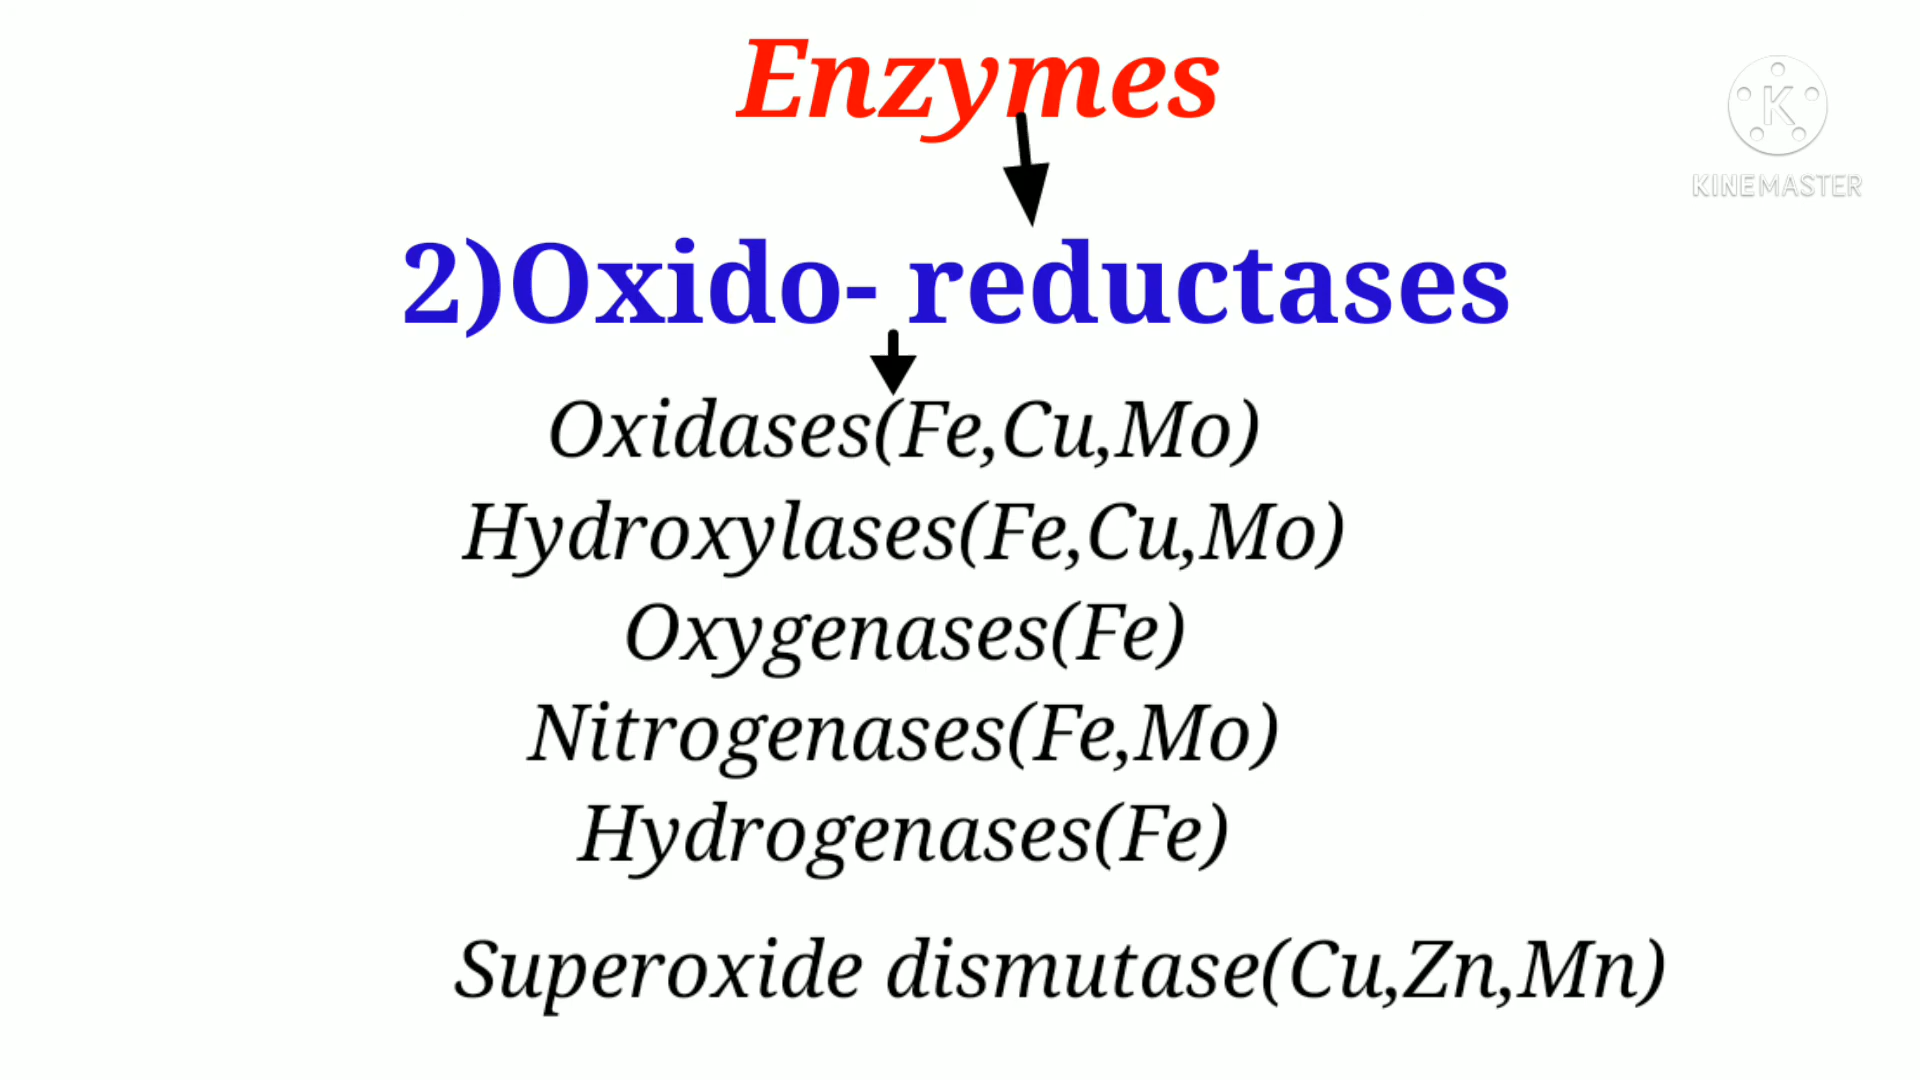 Enzymes
KINEMASTER
2)Oxido- reductases
Oxidases(Fe,Cu,Mo)
Hydroxylases(Fe,Cu,Mo)
Oxygenases(Fe)
Nitrogenases(Fe,Mo)
Hydrogenases(Fe)
Superoxide dismutase(Cu,Zn,Mn)